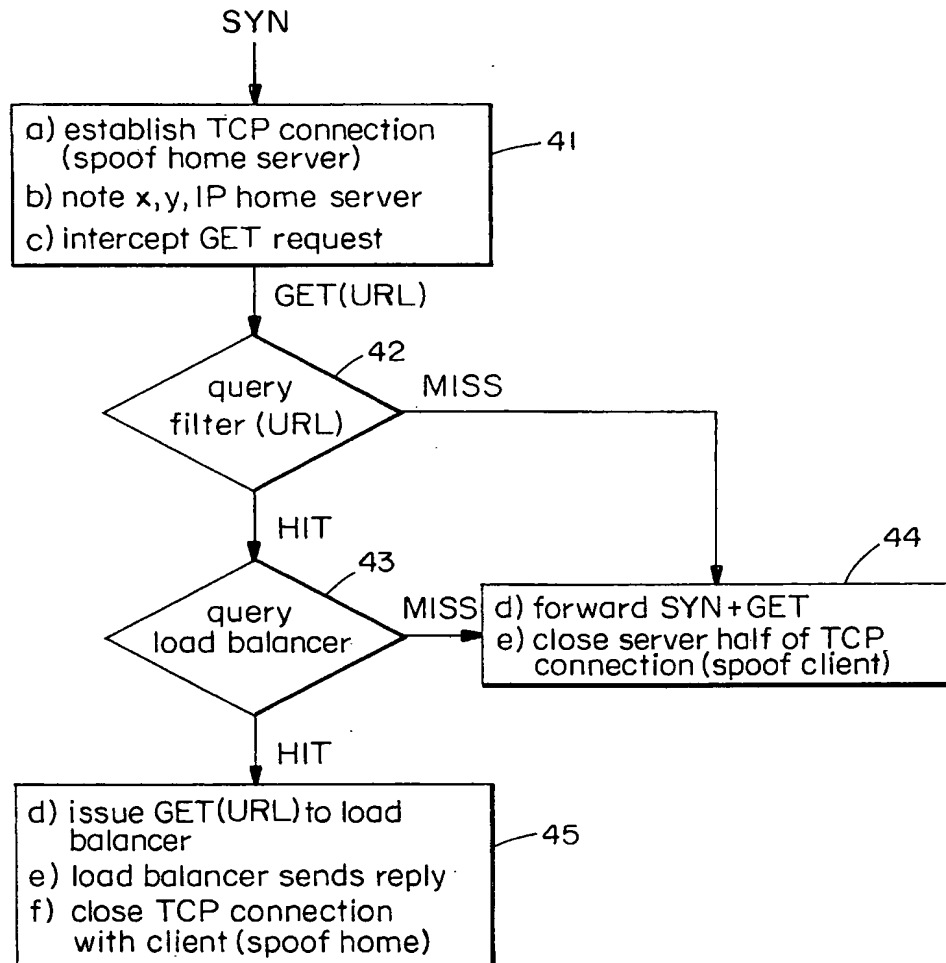 SYN
a) establish TCP connection
(spoof home server)
b) note x, y, IP home server
c) intercept GET request
41
GET(URL)
42
query
filter (URL)
MISS
HIT
43
query
load balancer
MISS
44
d) forward SYN+GET
e) close server half of TCP
connection (spoof client)
HIT
d) issue GET(URL) to load
balancer
e) load balancer sends reply
f) close TCP connection
with client (spoof home)
45